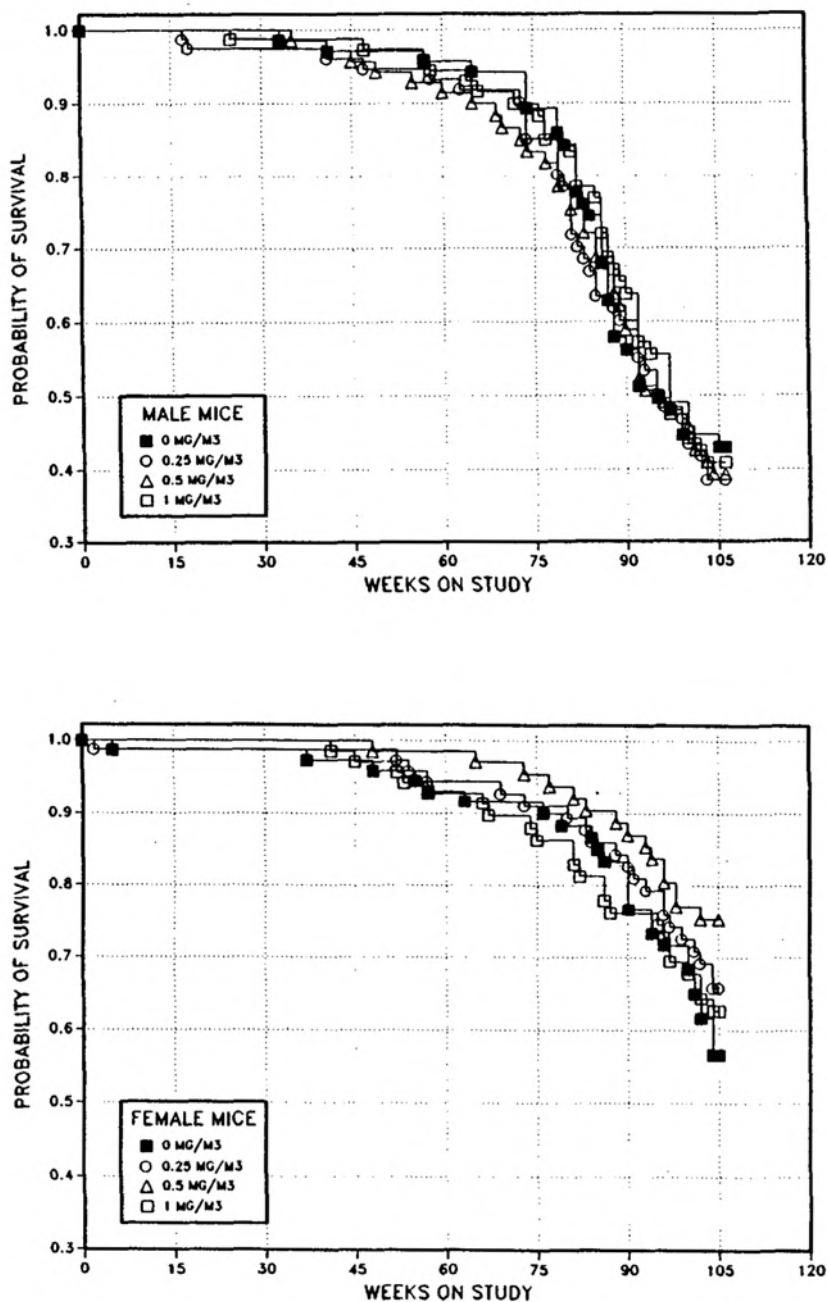 PROBABILITY OF SURVIVAL
1.0
0.9
0.8
0.7
0.6
0.5
0.4
0.3
MALE MICE
0 MG/M3
0.25 MG/M3
0.5 MG/M3
1 MG/M3
0 15 30 45 60 75 90 105 120
WEEKS ON STUDY
PROBABILITY OF SURVIVAL
1.0
0.9
0.8
0.7
0.6
0.5
0.4
0.3
FEMALE MICE
0 MG/M3
0.25 MG/M3
0.5 MG/M3
1 MG/M3
0 15 30 45 60 75 90 105 120
WEEKS ON STUDY